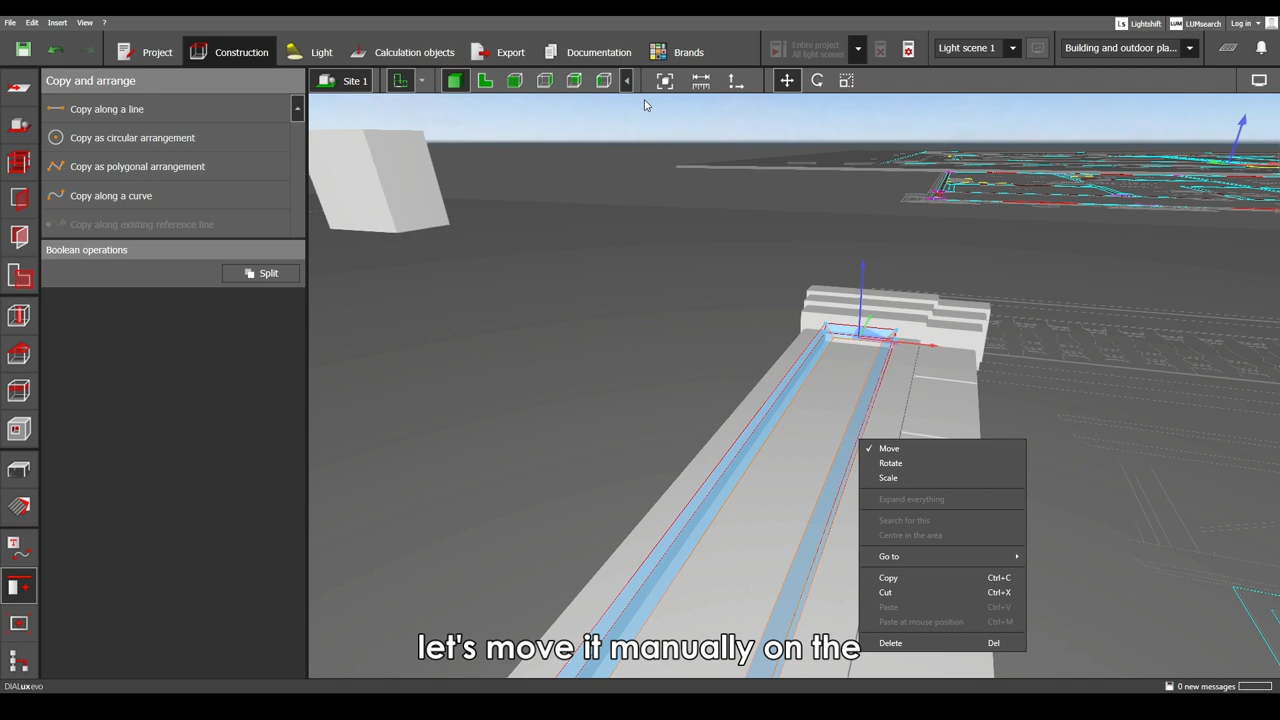 File Edit Insert View ?
Ls Lightshift LUM LUMsearch Log in
Project Construction Light Calculation objects Export Documentation Brands Entire project All scenes Light scene 1 Building and outdoor pla...
Copy and arrange Site 1
Copy along a line
Copy as circular arrangement
Copy as polygonal arrangement
Copy along a curve
Copy along existing reference line
Boolean operations
Split
Move
Rotate
Scale
Expand everything
Search for this
Centre in the area
Go to
Copy Ctrl+C
Cut Ctrl+X
Paste Ctrl+V
Paste at mouse position Ctrl+M
Delete Del
let's move it manually on the
DIALux evo 0 new messages